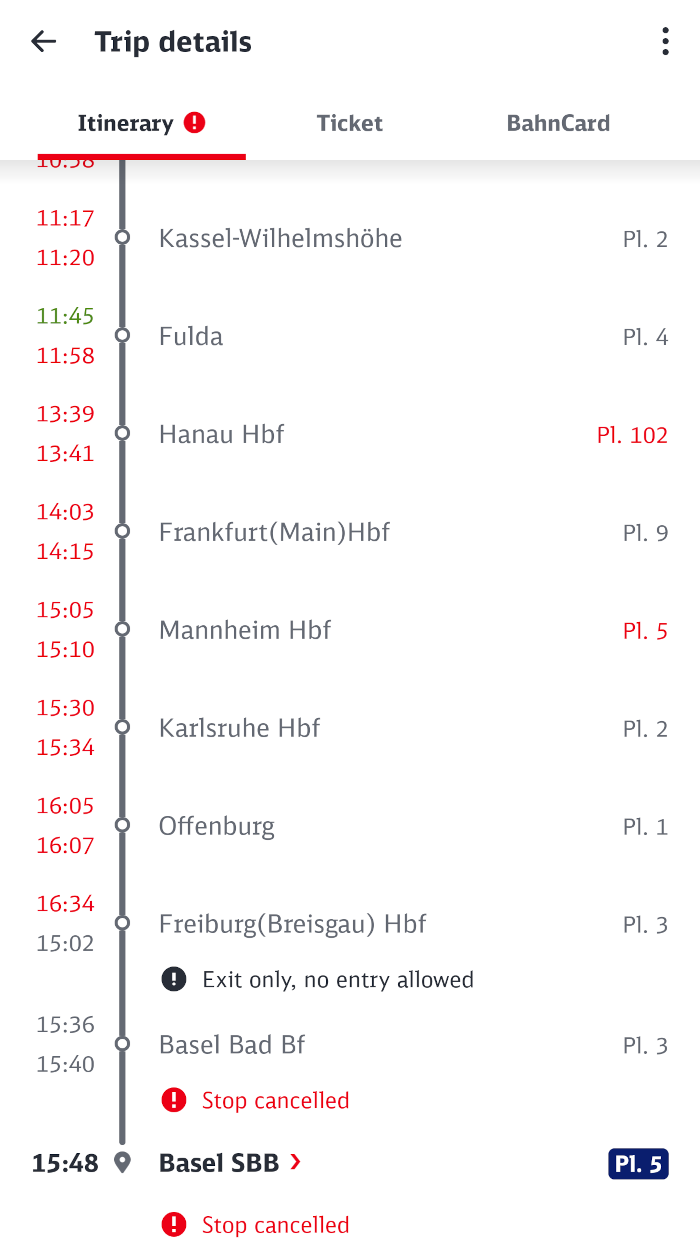 Trip details
Itinerary
Ticket
BahnCard
10:58
11:17
Kassel-Wilhelmshöhe
Pl. 2
11:20
11:45
Fulda
Pl. 4
11:58
13:39
Hanau Hbf
Pl. 102
13:41
14:03
Frankfurt(Main)Hbf
Pl. 9
14:15
15:05
Mannheim Hbf
Pl. 5
15:10
15:30
Karlsruhe Hbf
Pl. 2
15:34
16:05
Offenburg
Pl. 1
16:07
16:34
Freiburg(Breisgau) Hbf
Pl. 3
15:02
Exit only, no entry allowed
15:36
Basel Bad Bf
Pl. 3
15:40
Stop cancelled
15:48
Basel SBB
Pl. 5
Stop cancelled